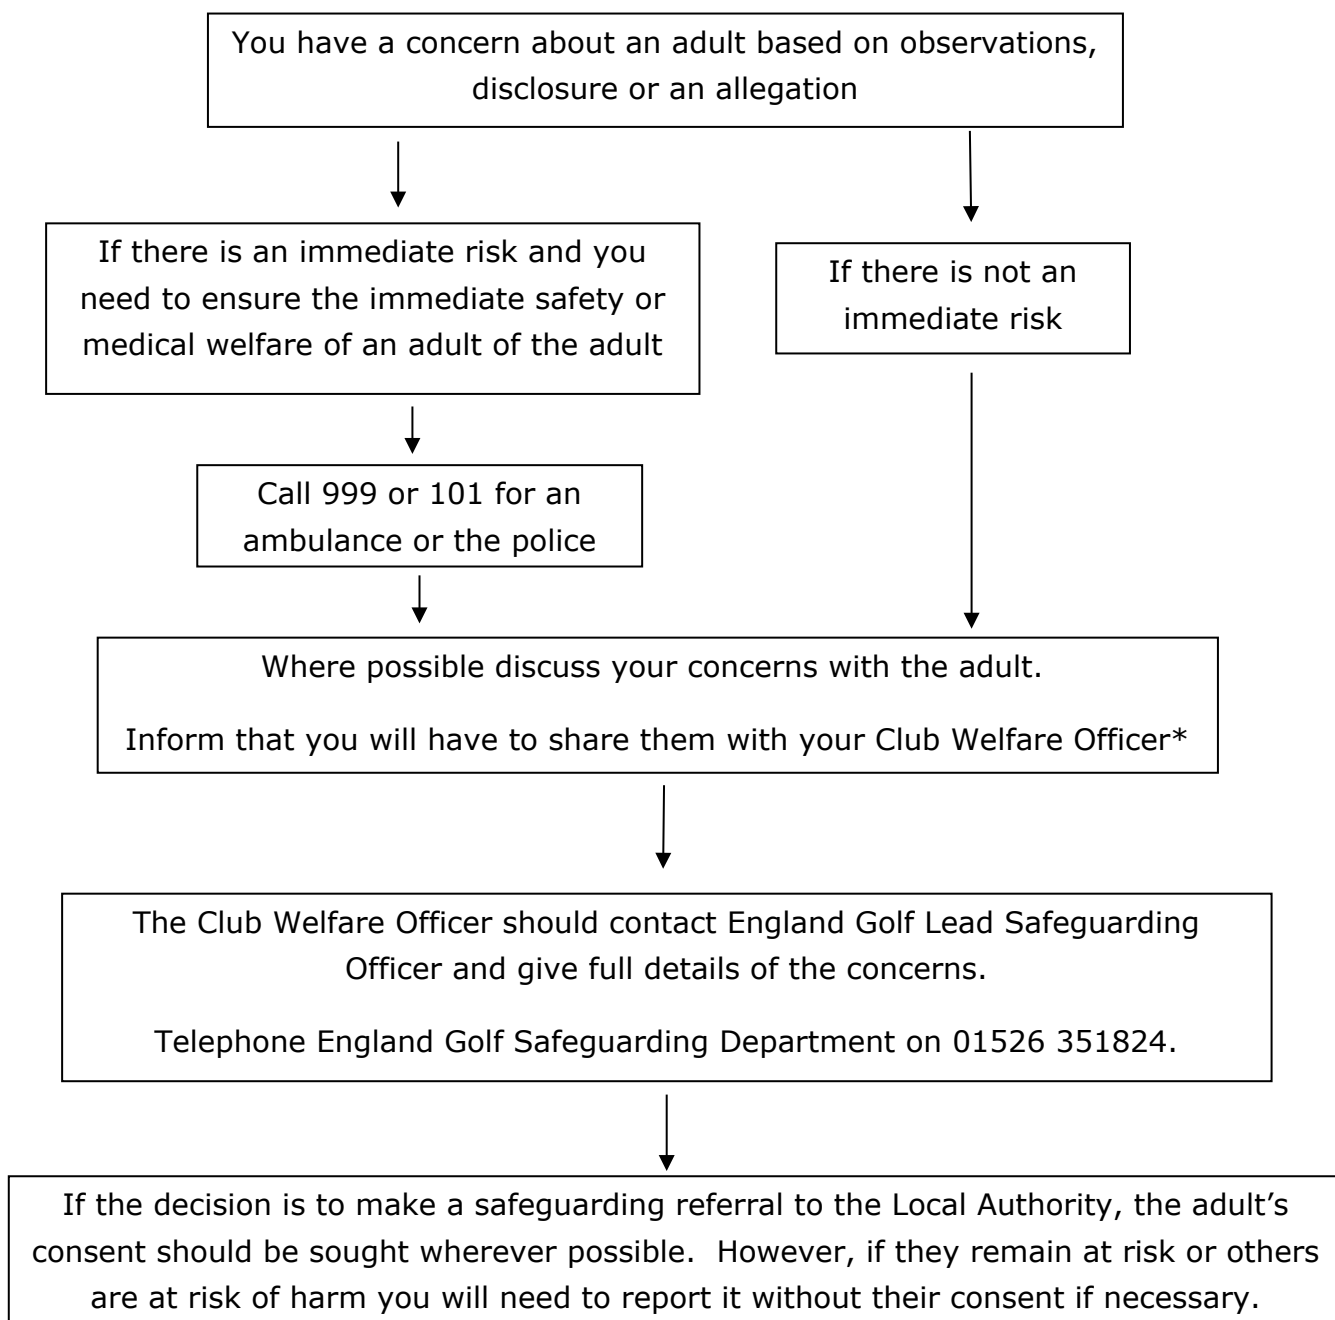 You have a concern about an adult based on observations,
disclosure or an allegation
If there is an immediate risk and you
need to ensure the immediate safety or
medical welfare of an adult of the adult
If there is not an
immediate risk
Call 999 or 101 for an
ambulance or the police
Where possible discuss your concerns with the adult.
Inform that you will have to share them with your Club Welfare Officer*
The Club Welfare Officer should contact England Golf Lead Safeguarding
Officer and give full details of the concerns.
Telephone England Golf Safeguarding Department on 01526 351824.
If the decision is to make a safeguarding referral to the Local Authority, the adult’s
consent should be sought wherever possible.  However, if they remain at risk or others
are at risk of harm you will need to report it without their consent if necessary.